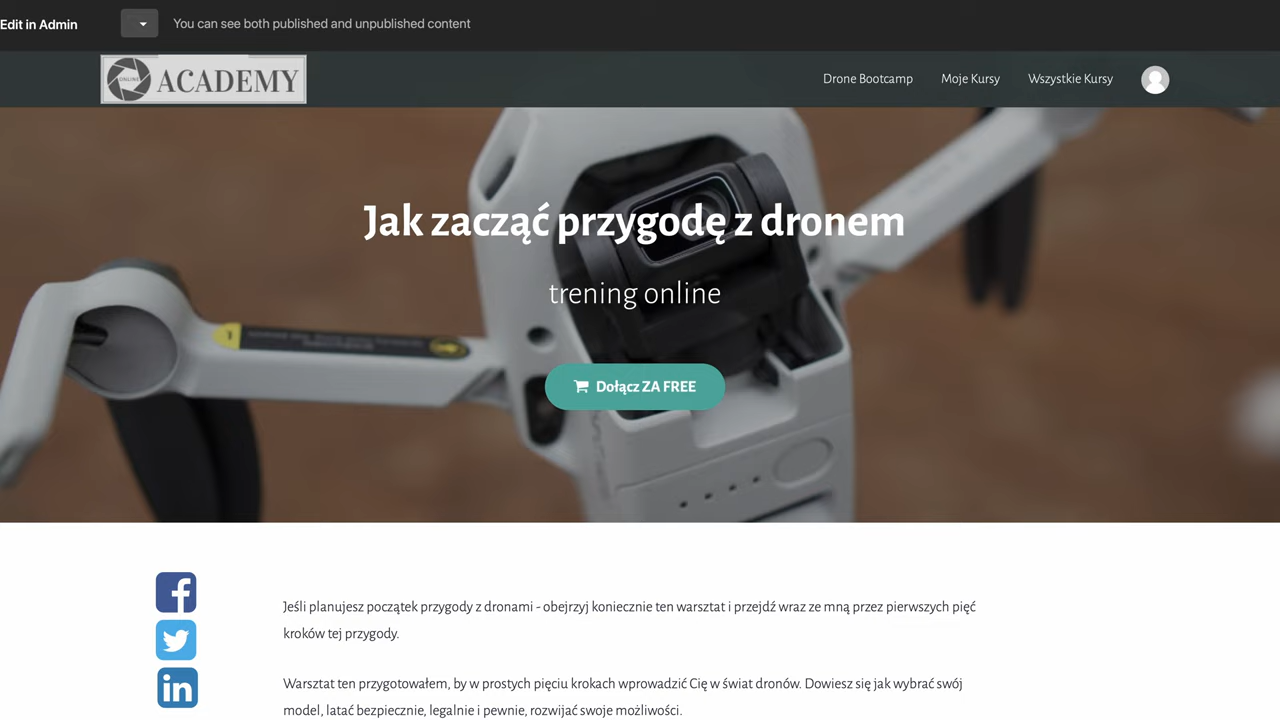 Edit in Admin
You can see both published and unpublished content
ONLINE ACADEMY
Drone Bootcamp
Moje Kursy
Wszystkie Kursy
Jak zacząć przygodę z dronem
trening online
Dołącz ZA FREE
Jeśli planujesz początek przygody z dronami - obejrzyj koniecznie ten warsztat i przejdź wraz ze mną przez pierwszych pięć
kroków tej przygody.
Warsztat ten przygotowałem, by w prostych pięciu krokach wprowadzić Cię w świat dronów. Dowiesz się jak wybrać swój
model, latać bezpiecznie, legalnie i pewnie, rozwijać swoje możliwości.